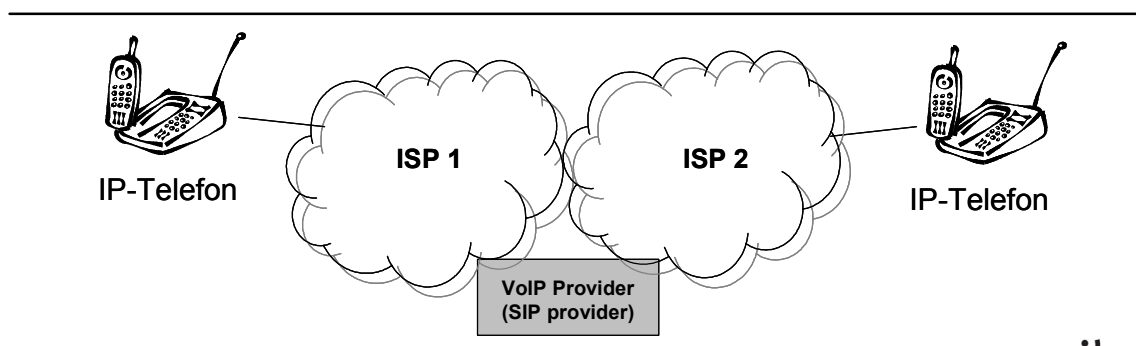 ISP 1
ISP 2
IP-Telefon
IP-Telefon
VoIP Provider
(SIP provider)